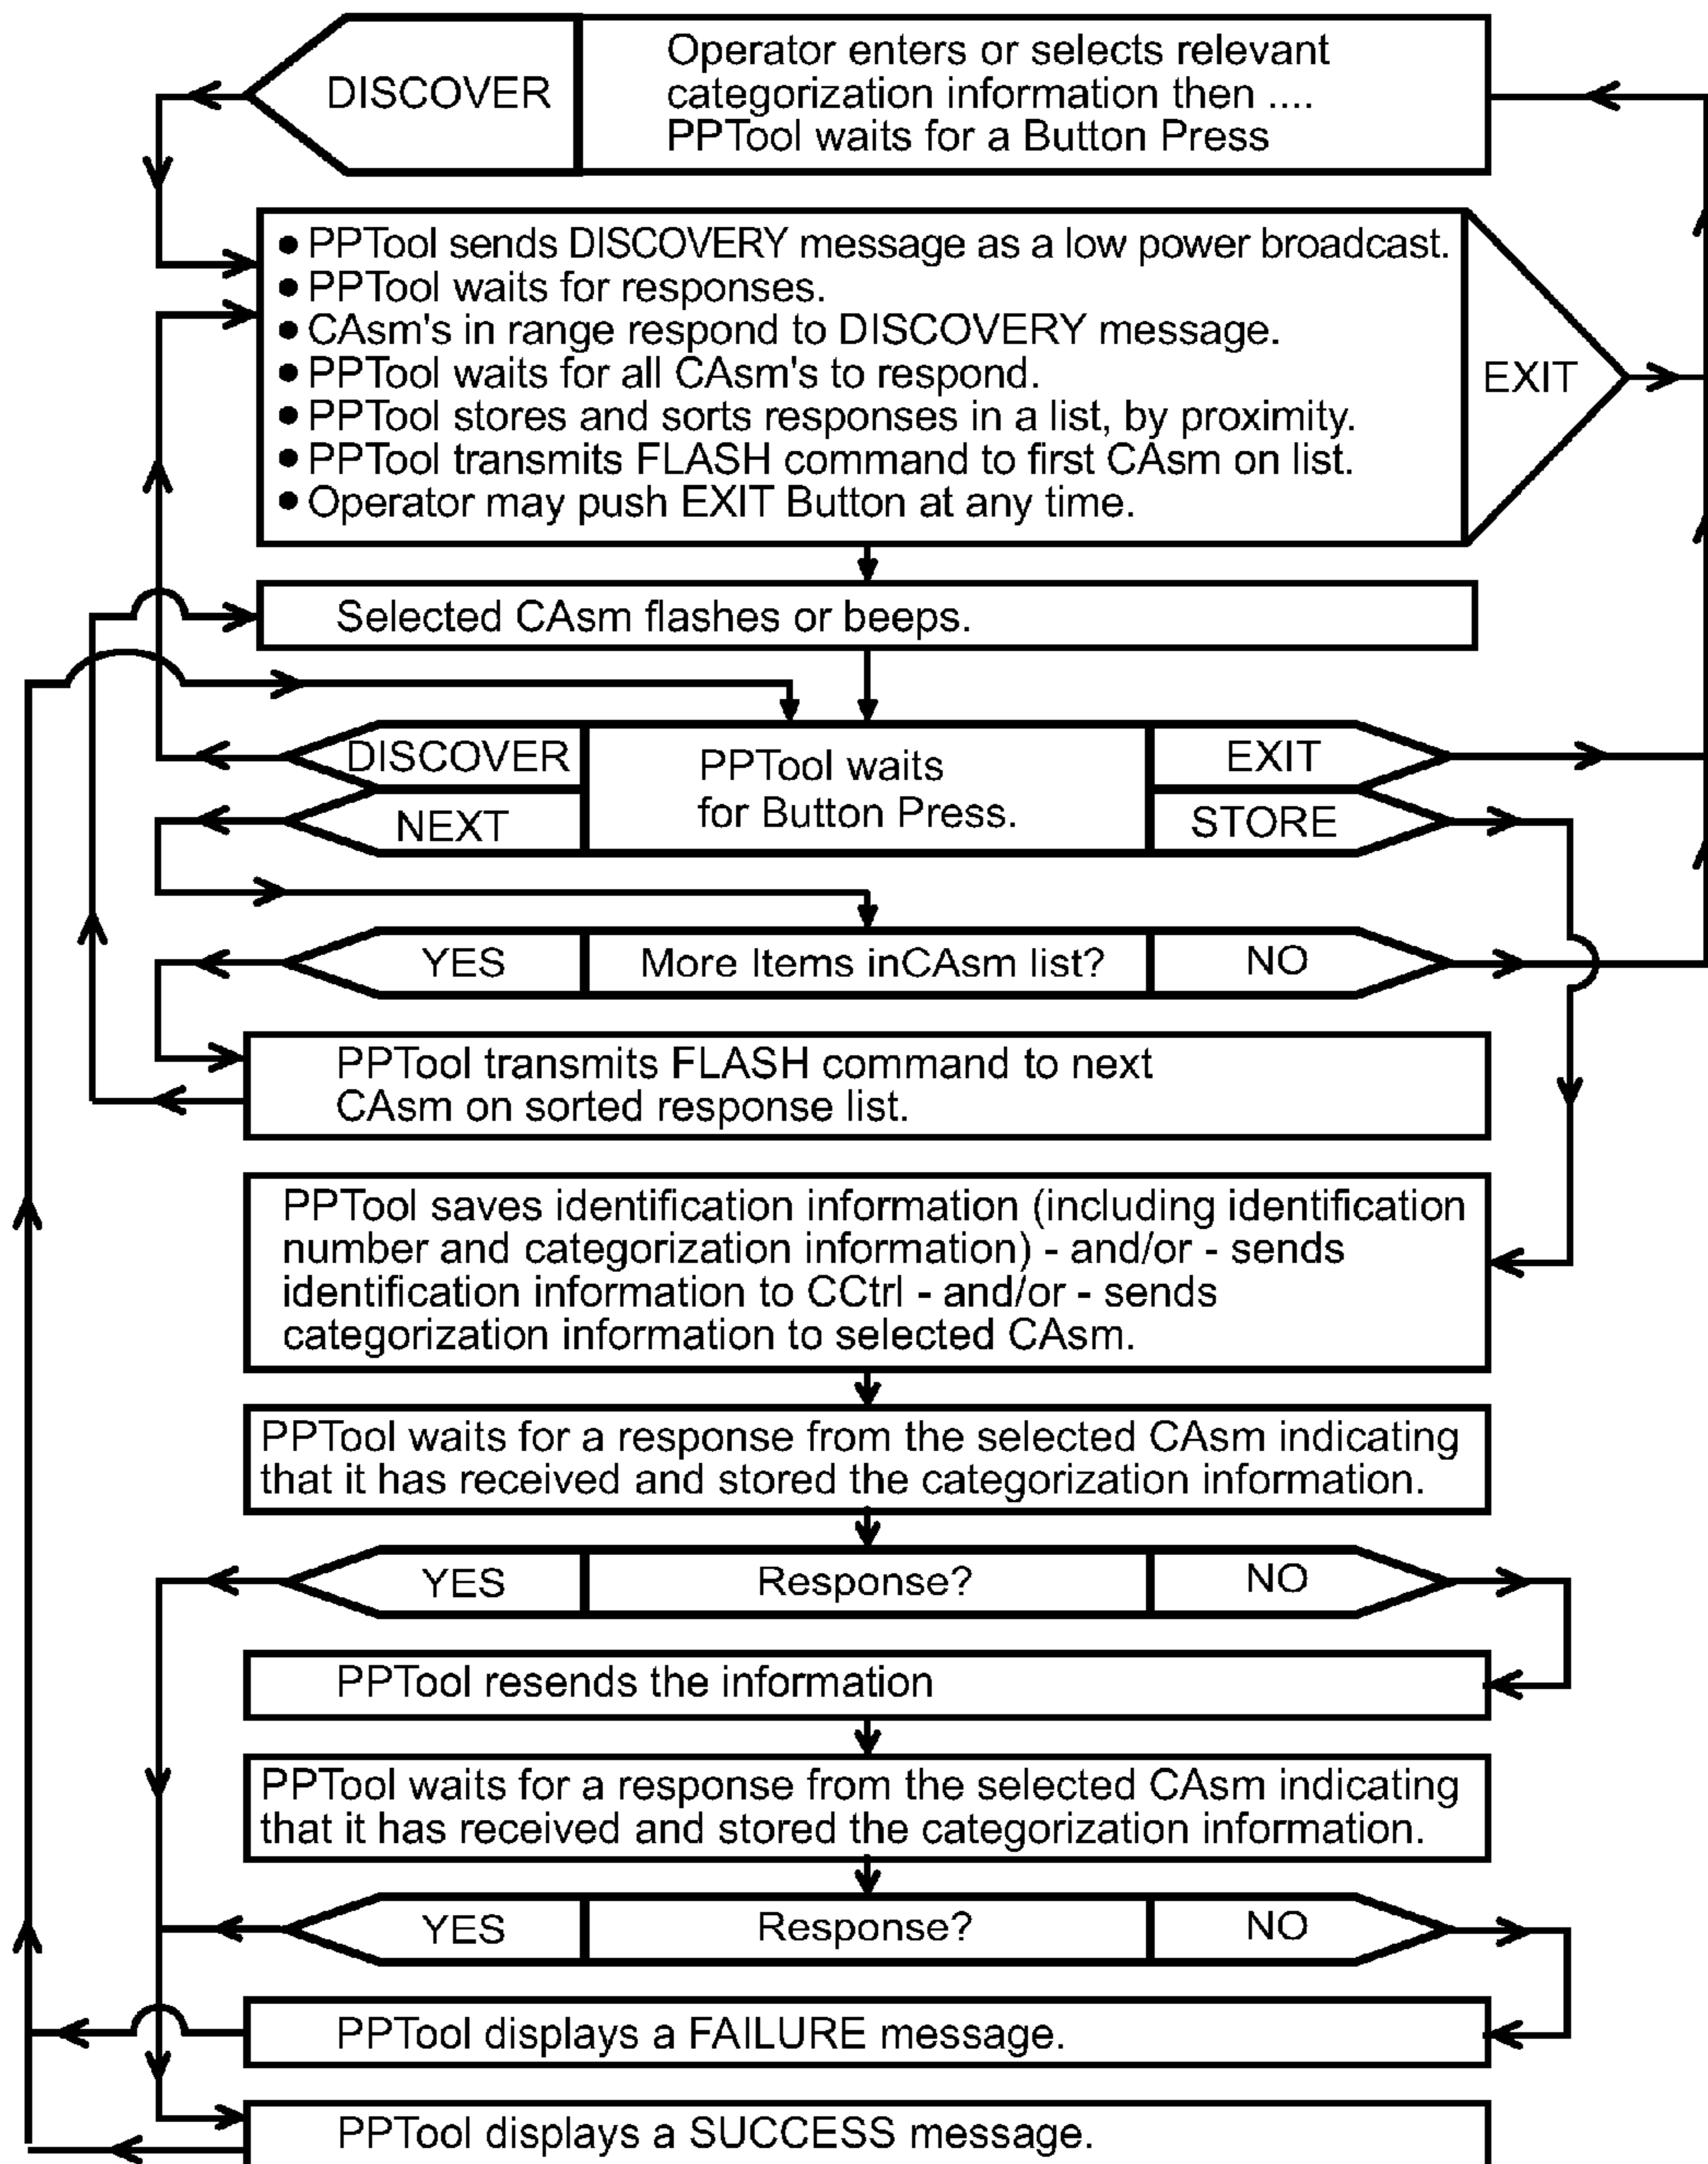 DISCOVER
Operator enters or selects relevant
categorization information then ....
PPTool waits for a Button Press
● PPTool sends DISCOVERY message as a low power broadcast.
● PPTool waits for responses.
● CAsm's in range respond to DISCOVERY message.
● PPTool waits for all CAsm's to respond.
● PPTool stores and sorts responses in a list, by proximity.
● PPTool transmits FLASH command to first CAsm on list.
● Operator may push EXIT Button at any time.
EXIT
Selected CAsm flashes or beeps.
DISCOVER
NEXT
PPTool waits
for Button Press.
EXIT
STORE
YES
More Items inCAsm list?
NO
PPTool transmits FLASH command to next
CAsm on sorted response list.
PPTool saves identification information (including identification
number and categorization information) - and/or - sends
identification information to CCtrl - and/or - sends
categorization information to selected CAsm.
PPTool waits for a response from the selected CAsm indicating
that it has received and stored the categorization information.
YES
Response?
NO
PPTool resends the information
PPTool waits for a response from the selected CAsm indicating
that it has received and stored the categorization information.
YES
Response?
NO
PPTool displays a FAILURE message.
PPTool displays a SUCCESS message.